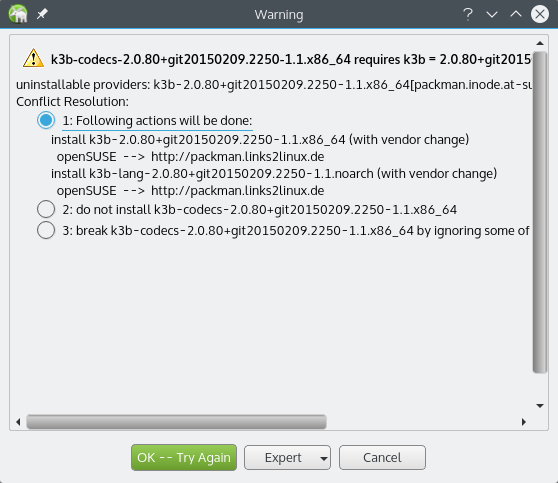 Warning
k3b-codecs-2.0.80+git20150209.2250-1.1.x86_64 requires k3b = 2.0.80+git2015
uninstallable providers: k3b-2.0.80+git20150209.2250-1.1.x86_64[packman.inode.at-su
Conflict Resolution:
1: Following actions will be done:
install k3b-2.0.80+git20150209.2250-1.1.x86_64 (with vendor change)
openSUSE --> http://packman.links2linux.de
install k3b-lang-2.0.80+git20150209.2250-1.1.noarch (with vendor change)
openSUSE --> http://packman.links2linux.de
2: do not install k3b-codecs-2.0.80+git20150209.2250-1.1.x86_64
3: break k3b-codecs-2.0.80+git20150209.2250-1.1.x86_64 by ignoring some of
OK -- Try Again Expert Cancel